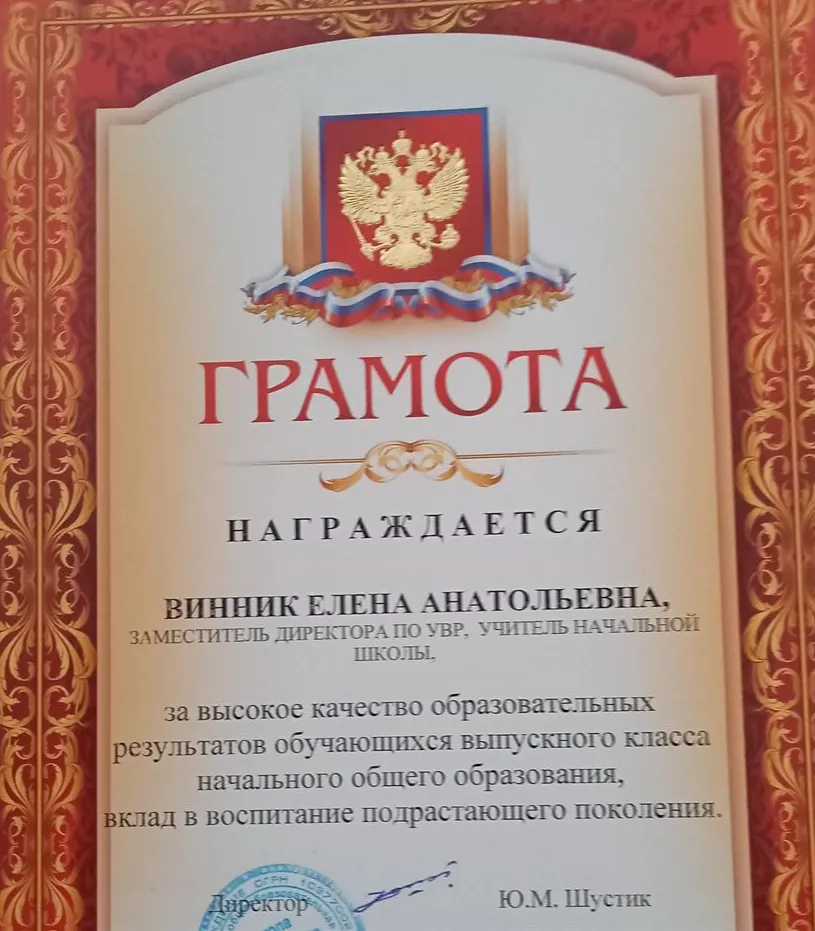 ГРАМОТА
НАГРАЖДАЕТСЯ
ВИННИК ЕЛЕНА АНАТОЛЬЕВНА,
ЗАМЕСТИТЕЛЬ ДИРЕКТОРА ПО УВР, УЧИТЕЛЬ НАЧАЛЬНОЙ
ШКОЛЫ,
за высокое качество образовательных
результатов обучающихся выпускного класса
начального общего образования,
вклад в воспитание подрастающего поколения.
Директор Ю.М. Шустик
ОГРН